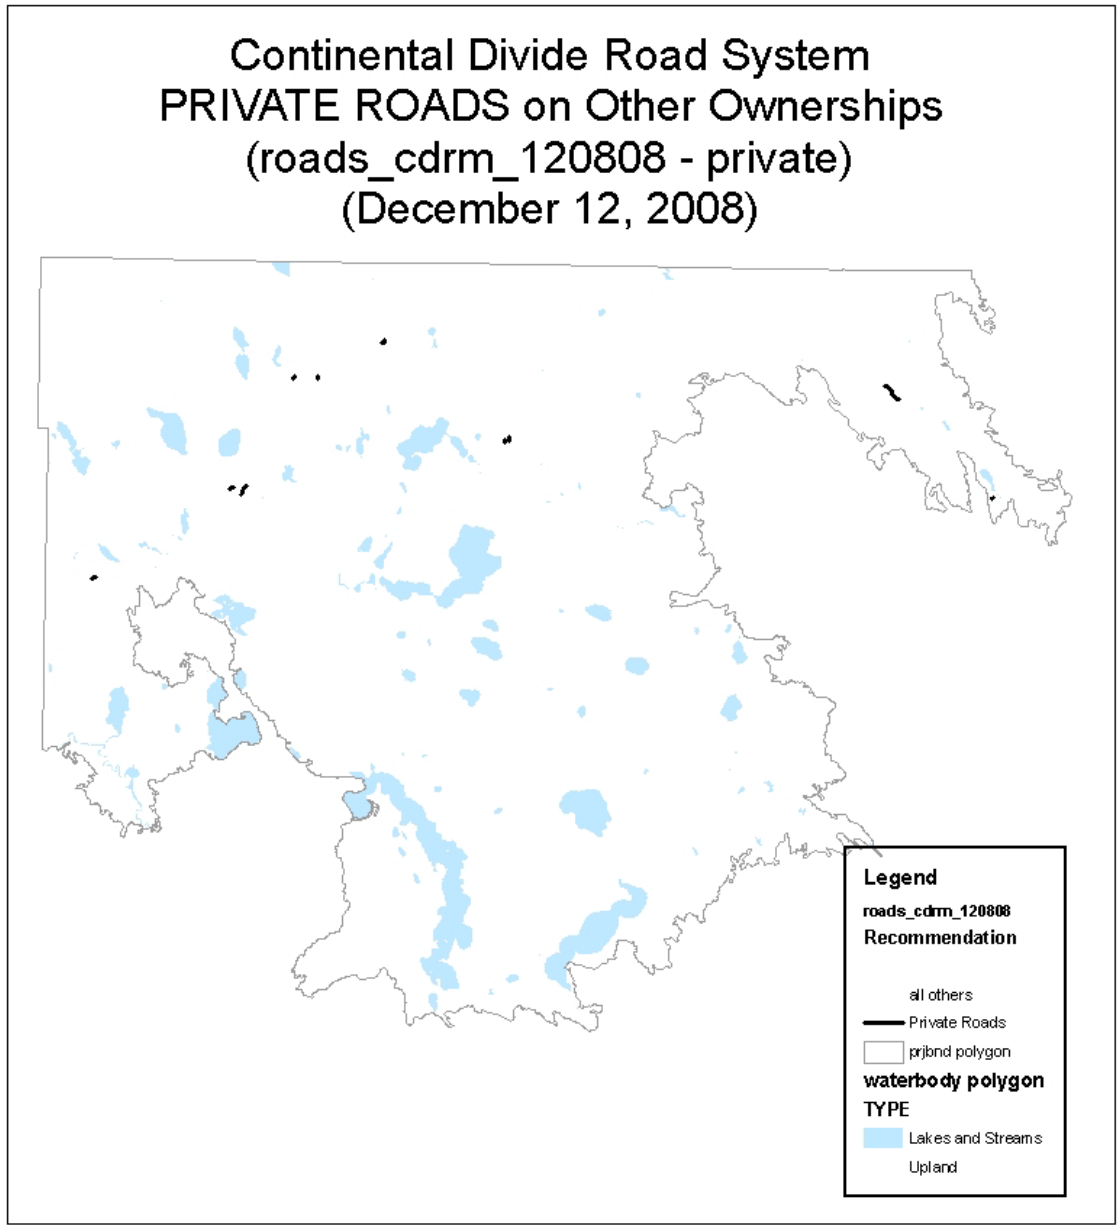 Continental Divide Road System
PRIVATE ROADS on Other Ownerships
(roads_cdrm_120808 - private)
(December 12, 2008)
Legend
roads_cdrm_120808
Recommendation
all others
Private Roads
prjbnd polygon
waterbody polygon
TYPE
Lakes and Streams
Upland